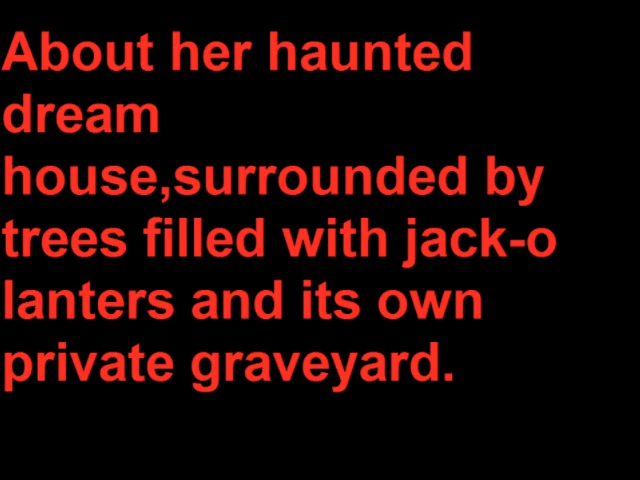 About her haunted
dream
house,surrounded by
trees filled with jack-o
lanters and its own
private graveyard.